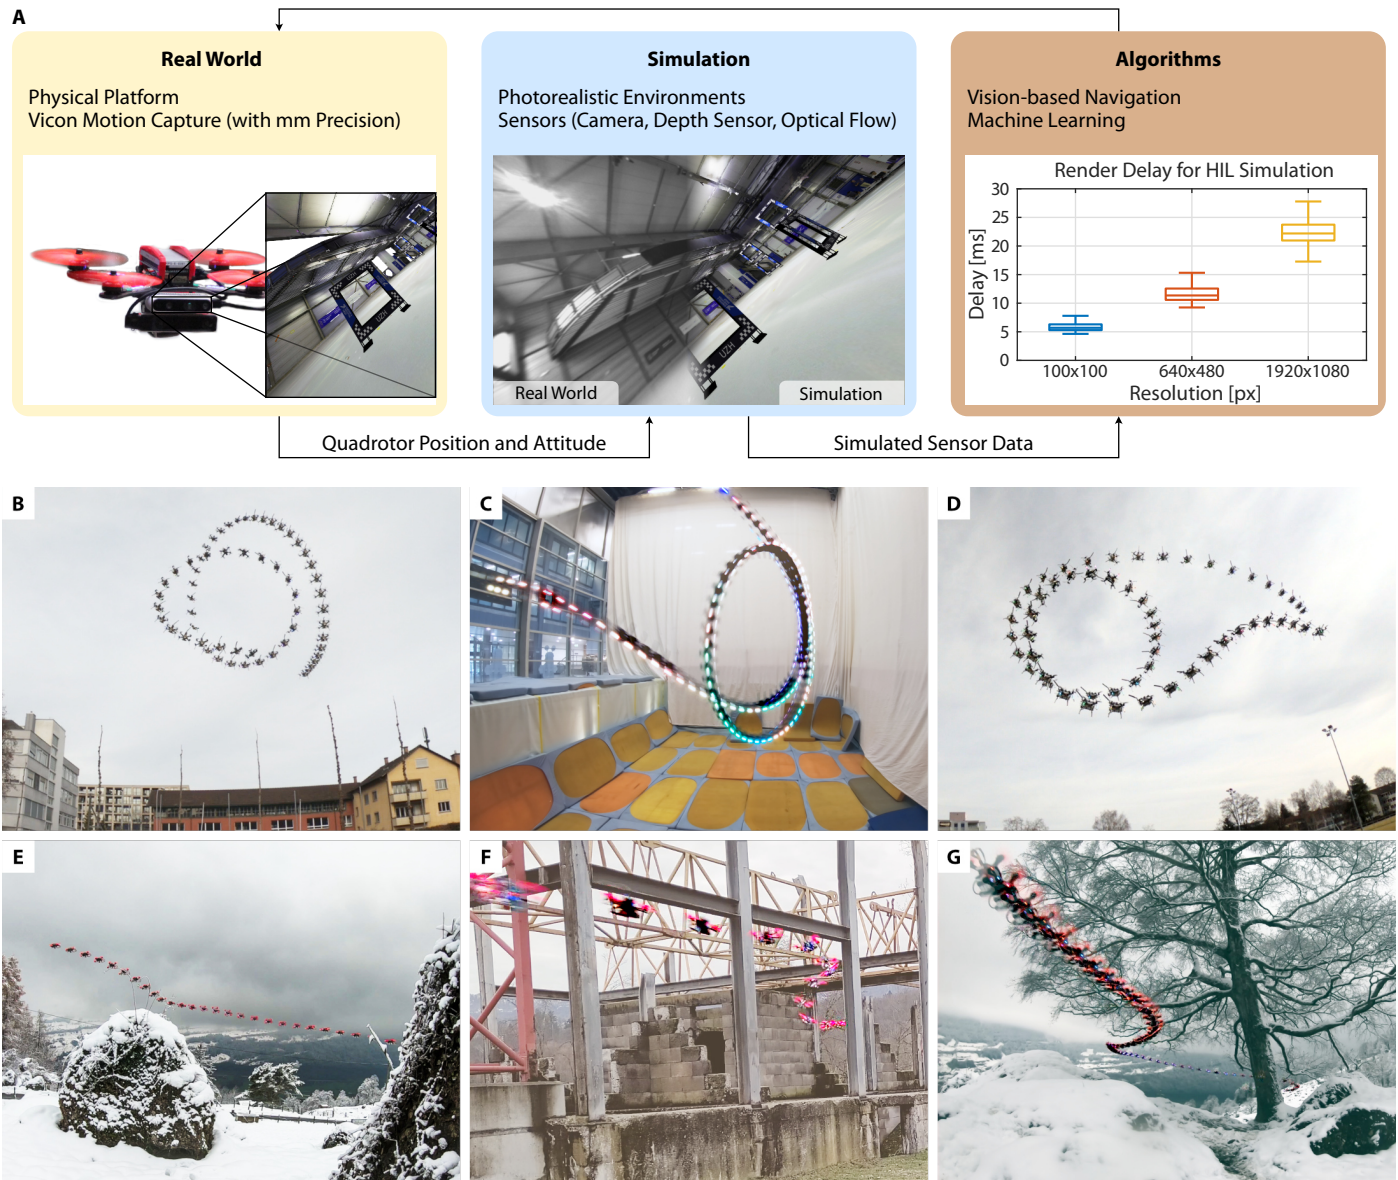 A
Real World
Physical Platform
Vicon Motion Capture (with mm Precision)
UZH
Simulation
Photorealistic Environments
Sensors (Camera, Depth Sensor, Optical Flow)
UZH
Real World
Simulation
Algorithms
Vision-based Navigation
Machine Learning
Render Delay for HIL Simulation
Delay [ms]
30
25
20
15
10
5
0
100x100
640x480
1920x1080
Resolution [px]
Quadrotor Position and Attitude
Simulated Sensor Data
B
C
D
E
F
G